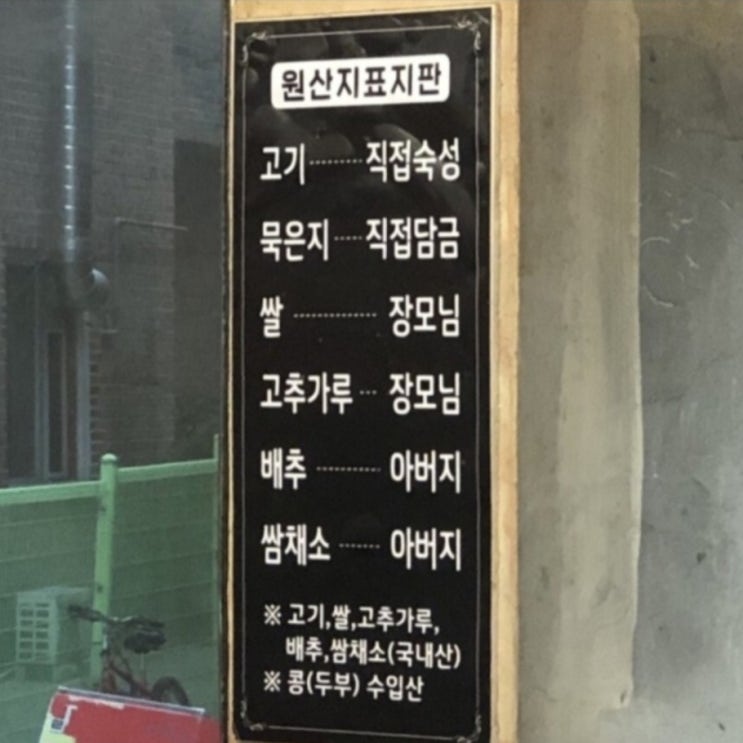 원산지표지판
고기 ········ 직접숙성
묵은지 ···· 직접담금
쌀 ············ 장모님
고추가루 ··· 장모님
배추 ········· 아버지
쌈채소 ······ 아버지
※ 고기,쌀,고추가루,
배추,쌈채소(국내산)
※ 콩(두부) 수입산